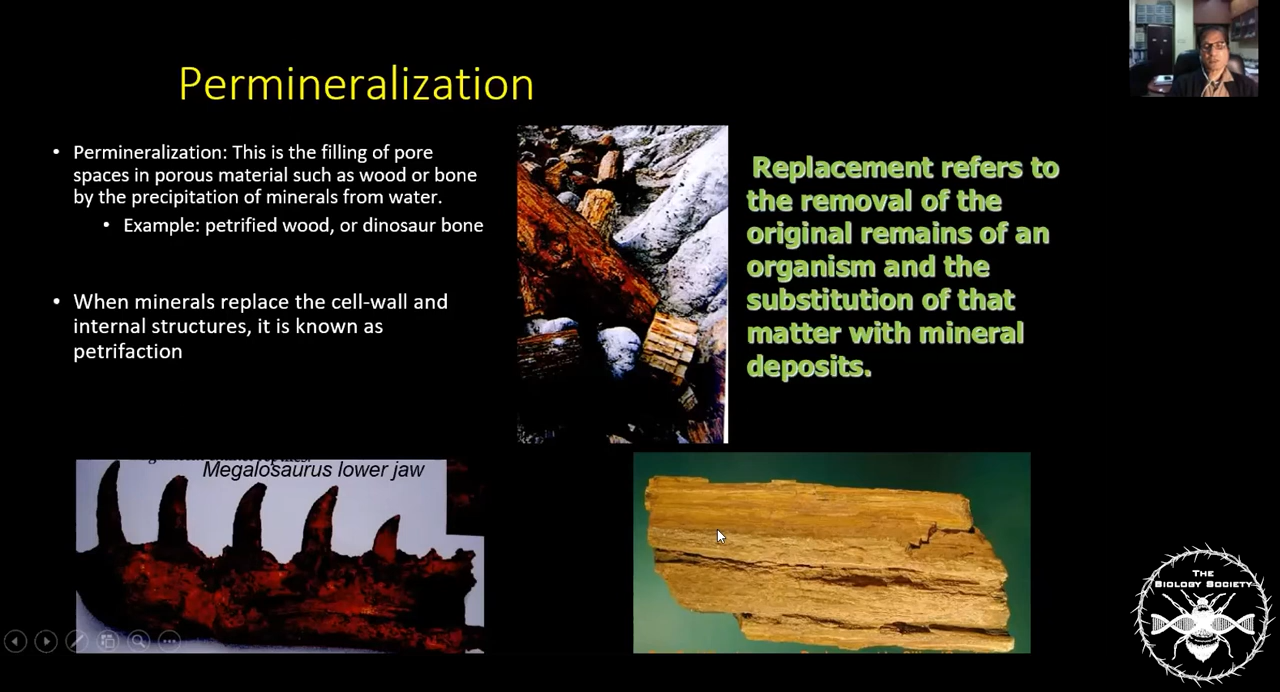 Permineralization
• Permineralization: This is the filling of pore
spaces in porous material such as wood or bone
by the precipitation of minerals from water.
• Example: petrified wood, or dinosaur bone
• When minerals replace the cell-wall and
internal structures, it is known as
petrifaction
Replacement refers to
the removal of the
original remains of an
organism and the
substitution of that
matter with mineral
deposits.
Megalosaurus lower jaw
THE
BIOLOGY SOCIETY